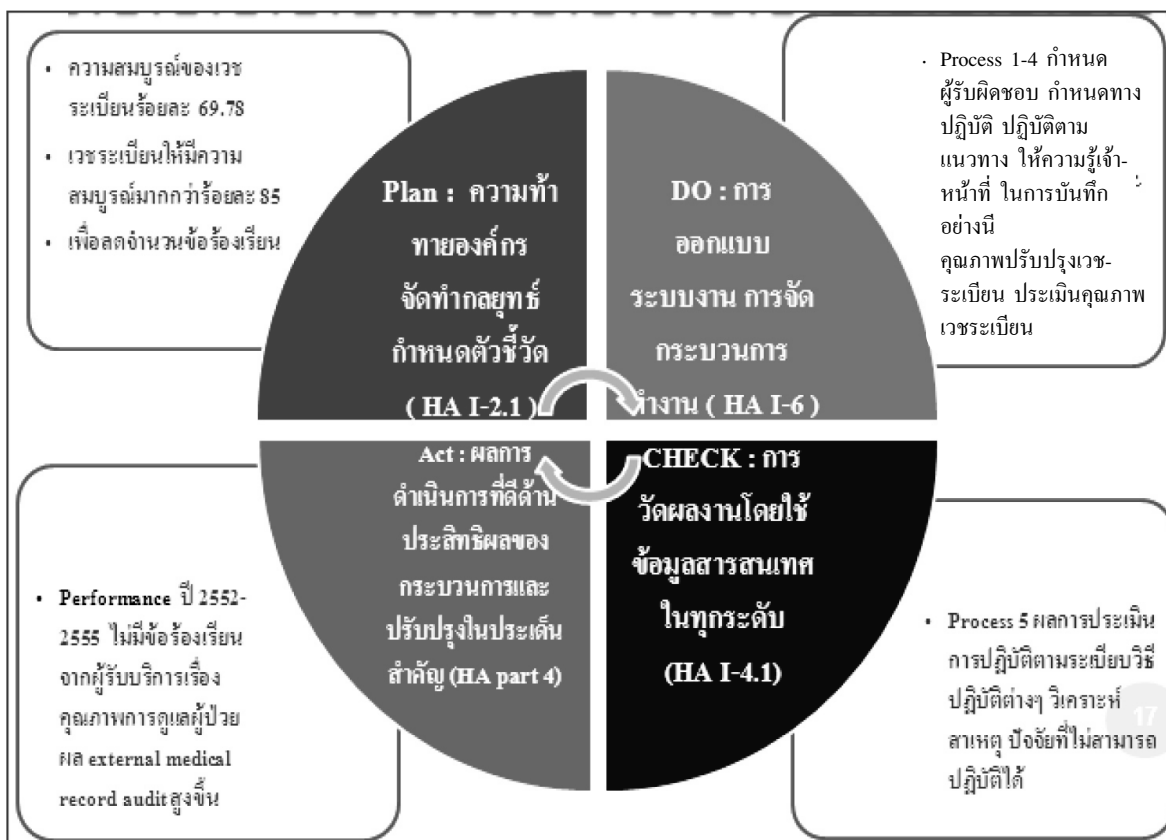 • ความสมบูรณ์ของเวช
ระเบียนร้อยละ 69.78
• เวชระเบียนให้มีความ
สมบูรณ์มากกว่าร้อยละ 85
• เพื่อลดจำนวนข้อร้องเรียน
Plan : ความท้า
ทายองค์กร
จัดทำกลยุทธ์
กำหนดตัวชี้วัด
( HA I-2.1 )
DO : การ
ออกแบบ
ระบบงาน การจัด
กระบวนการ
ทำงาน ( HA I-6 )
• Process 1-4 กำหนด
ผู้รับผิดชอบ กำหนดทาง
ปฏิบัติ ปฏิบัติตาม
แนวทาง ให้ความรู้เจ้า-
หน้าที่ ในการบันทึก
อย่างนี
คุณภาพปรับปรุงเวช-
ระเบียน ประเมินคุณภาพ
เวชระเบียน
• Performance ปี 2552-
2555 ไม่มีข้อร้องเรียน
จากผู้รับบริการเรื่อง
คุณภาพการดูแลผู้ป่วย
ผล external medical
record audit สูงขึ้น
Act : ผลการ
ดำเนินการที่ดีด้าน
ประสิทธิผลของ
กระบวนการและ
ปรับปรุงในประเด็น
สำคัญ (HA part 4)
CHECK : การ
วัดผลงานโดยใช้
ข้อมูลสารสนเทศ
ในทุกระดับ
(HA I-4.1)
• Process 5 ผลการประเมิน
การปฏิบัติตามระเบียบวิธี
ปฏิบัติต่างๆ วิเคราะห์
สาเหตุ ปัจจัยที่ไม่สามารถ
ปฏิบัติได้
17